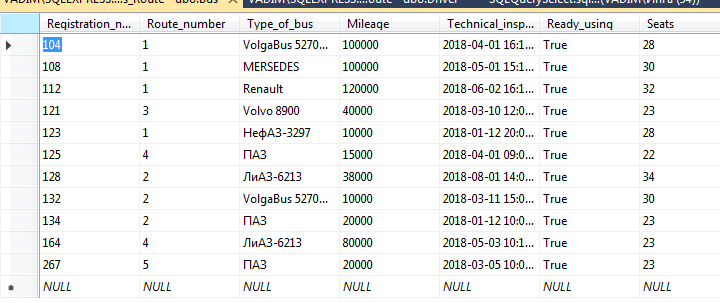 Registration_n... Route_number Type_of_bus Mileage Technical_insp... Ready_using Seats
104 1 VolgaBus 5270... 100000 2018-04-01 16:1... True 28
108 1 MERSEDES 100000 2018-05-01 15:1... True 30
112 1 Renault 120000 2018-06-02 16:1... True 32
121 3 Volvo 8900 40000 2018-03-10 12:0... True 23
123 1 НефАЗ-3297 10000 2018-01-12 20:0... True 28
125 4 ПАЗ 15000 2018-04-01 09:0... True 22
128 2 ЛиАЗ-6213 38000 2018-08-01 14:0... True 34
132 2 VolgaBus 5270... 10000 2018-03-11 15:0... True 30
134 2 ПАЗ 20000 2018-01-12 10:0... True 23
164 4 ЛиАЗ-6213 80000 2018-05-03 10:1... True 23
267 5 ПАЗ 20000 2018-03-05 10:0... True 23
NULL NULL NULL NULL NULL NULL NULL